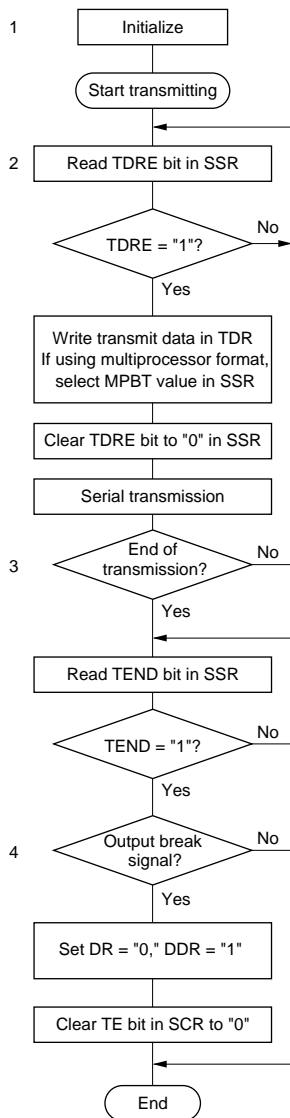 1
Initialize
Start transmitting
2
Read TDRE bit in SSR
TDRE = "1"?
No
Yes
Write transmit data in TDR
If using multiprocessor format,
select MPBT value in SSR
Clear TDRE bit to "0" in SSR
Serial transmission
3
End of
transmission?
No
Yes
Read TEND bit in SSR
TEND = "1"?
No
Yes
4
Output break
signal?
No
Yes
Set DR = "0," DDR = "1"
Clear TE bit in SCR to "0"
End